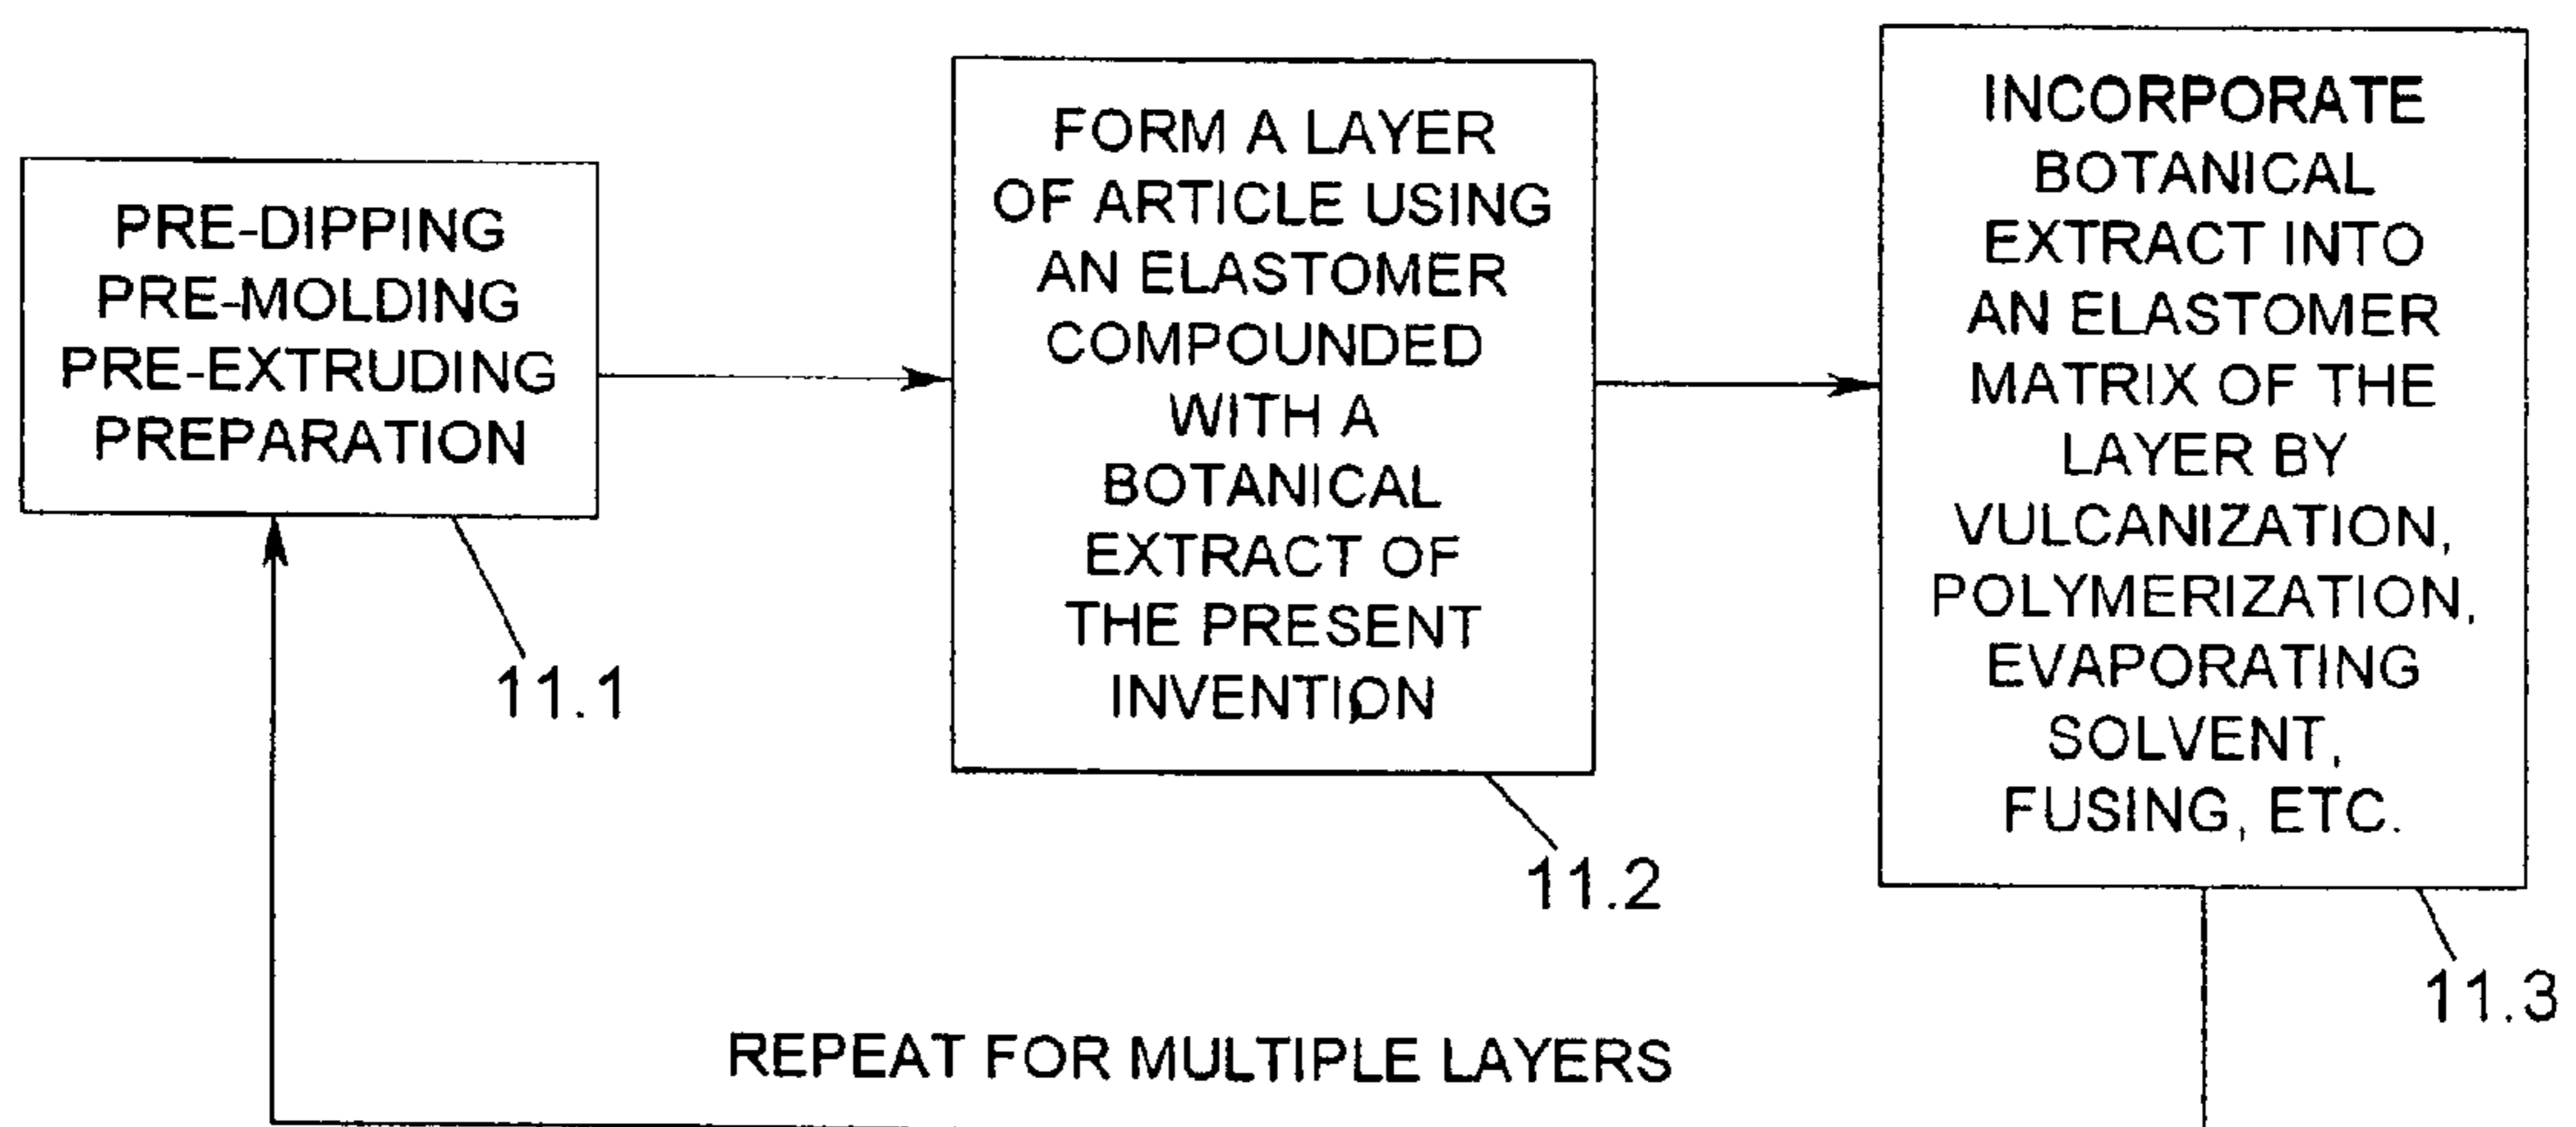 PRE-DIPPING
PRE-MOLDING
PRE-EXTRUDING
PREPARATION
11.1
FORM A LAYER
OF ARTICLE USING
AN ELASTOMER
COMPOUNDED
WITH A
BOTANICAL
EXTRACT OF
THE PRESENT
INVENTION
11.2
INCORPORATE
BOTANICAL
EXTRACT INTO
AN ELASTOMER
MATRIX OF THE
LAYER BY
VULCANIZATION,
POLYMERIZATION,
EVAPORATING
SOLVENT,
FUSING, ETC.
11.3
REPEAT FOR MULTIPLE LAYERS